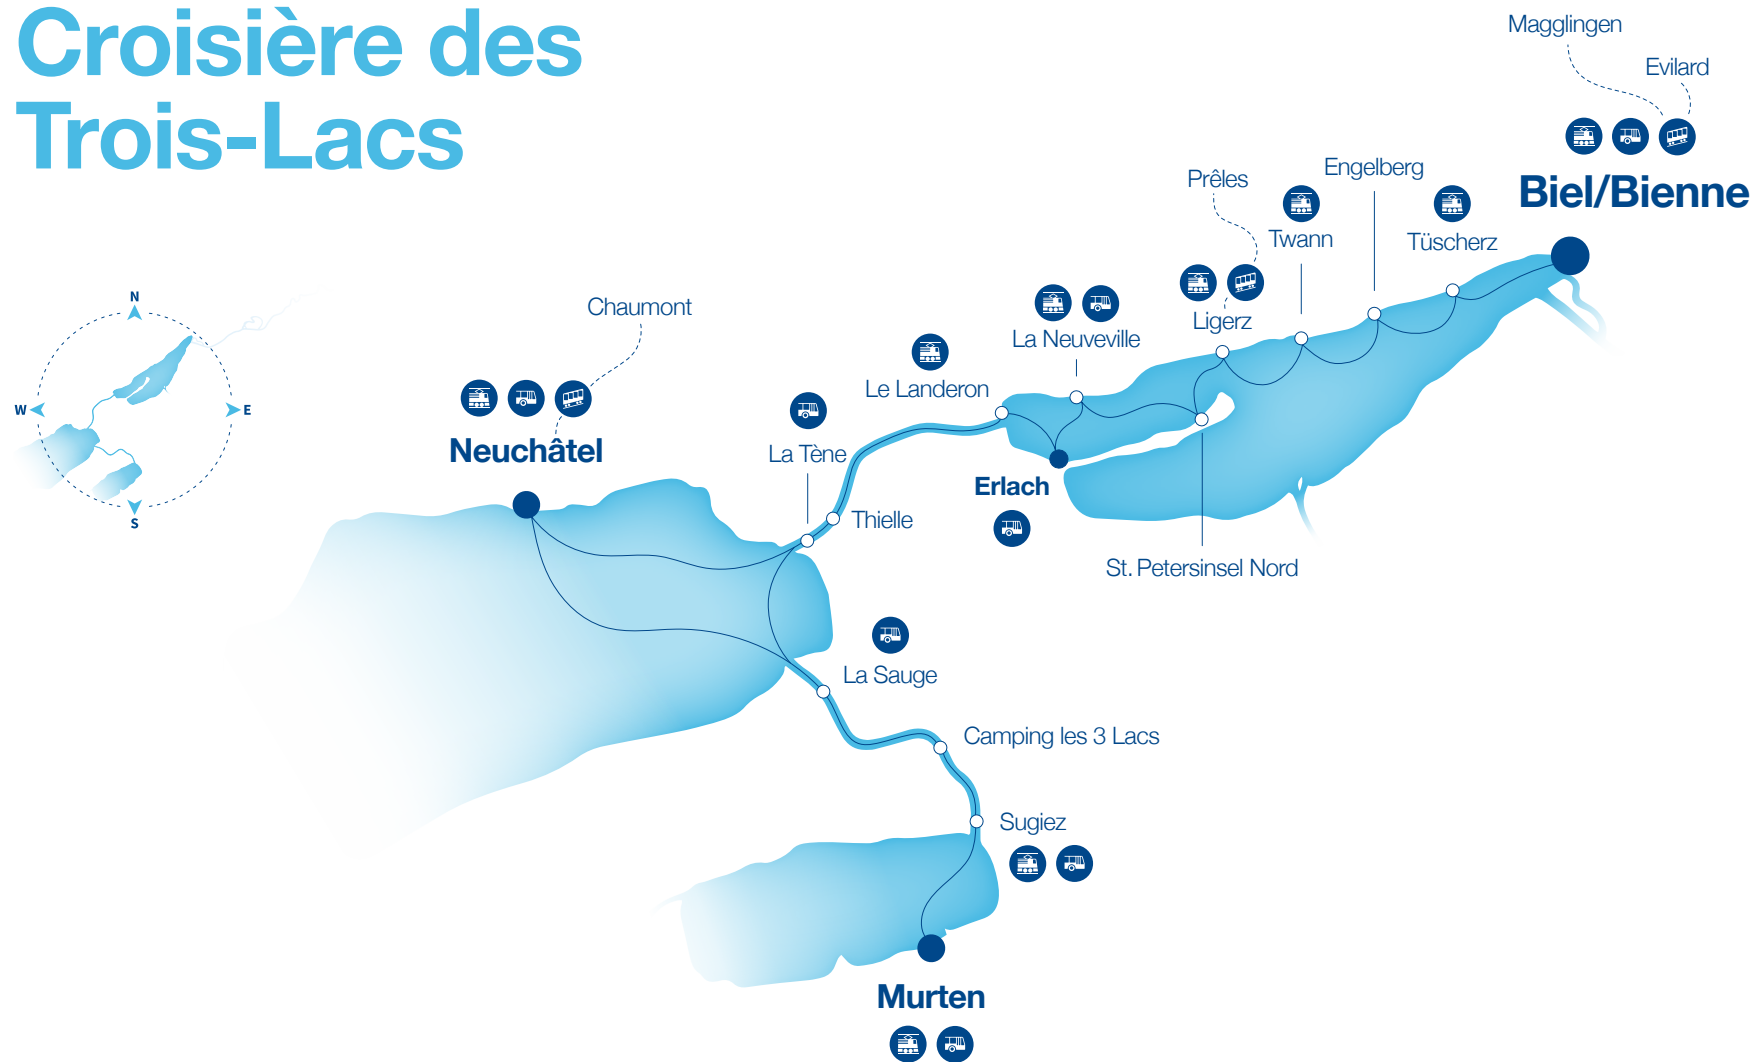 Croisière des
Trois-Lacs
Magglingen
Evilard
Biel/Bienne
Engelberg
Prêles
Twann
Tüscherz
Ligerz
La Neuveville
Le Landeron
Chaumont
Neuchâtel
La Tène
Erlach
Thielle
St. Petersinsel Nord
La Sauge
Camping les 3 Lacs
Sugiez
Murten
N
W
E
S